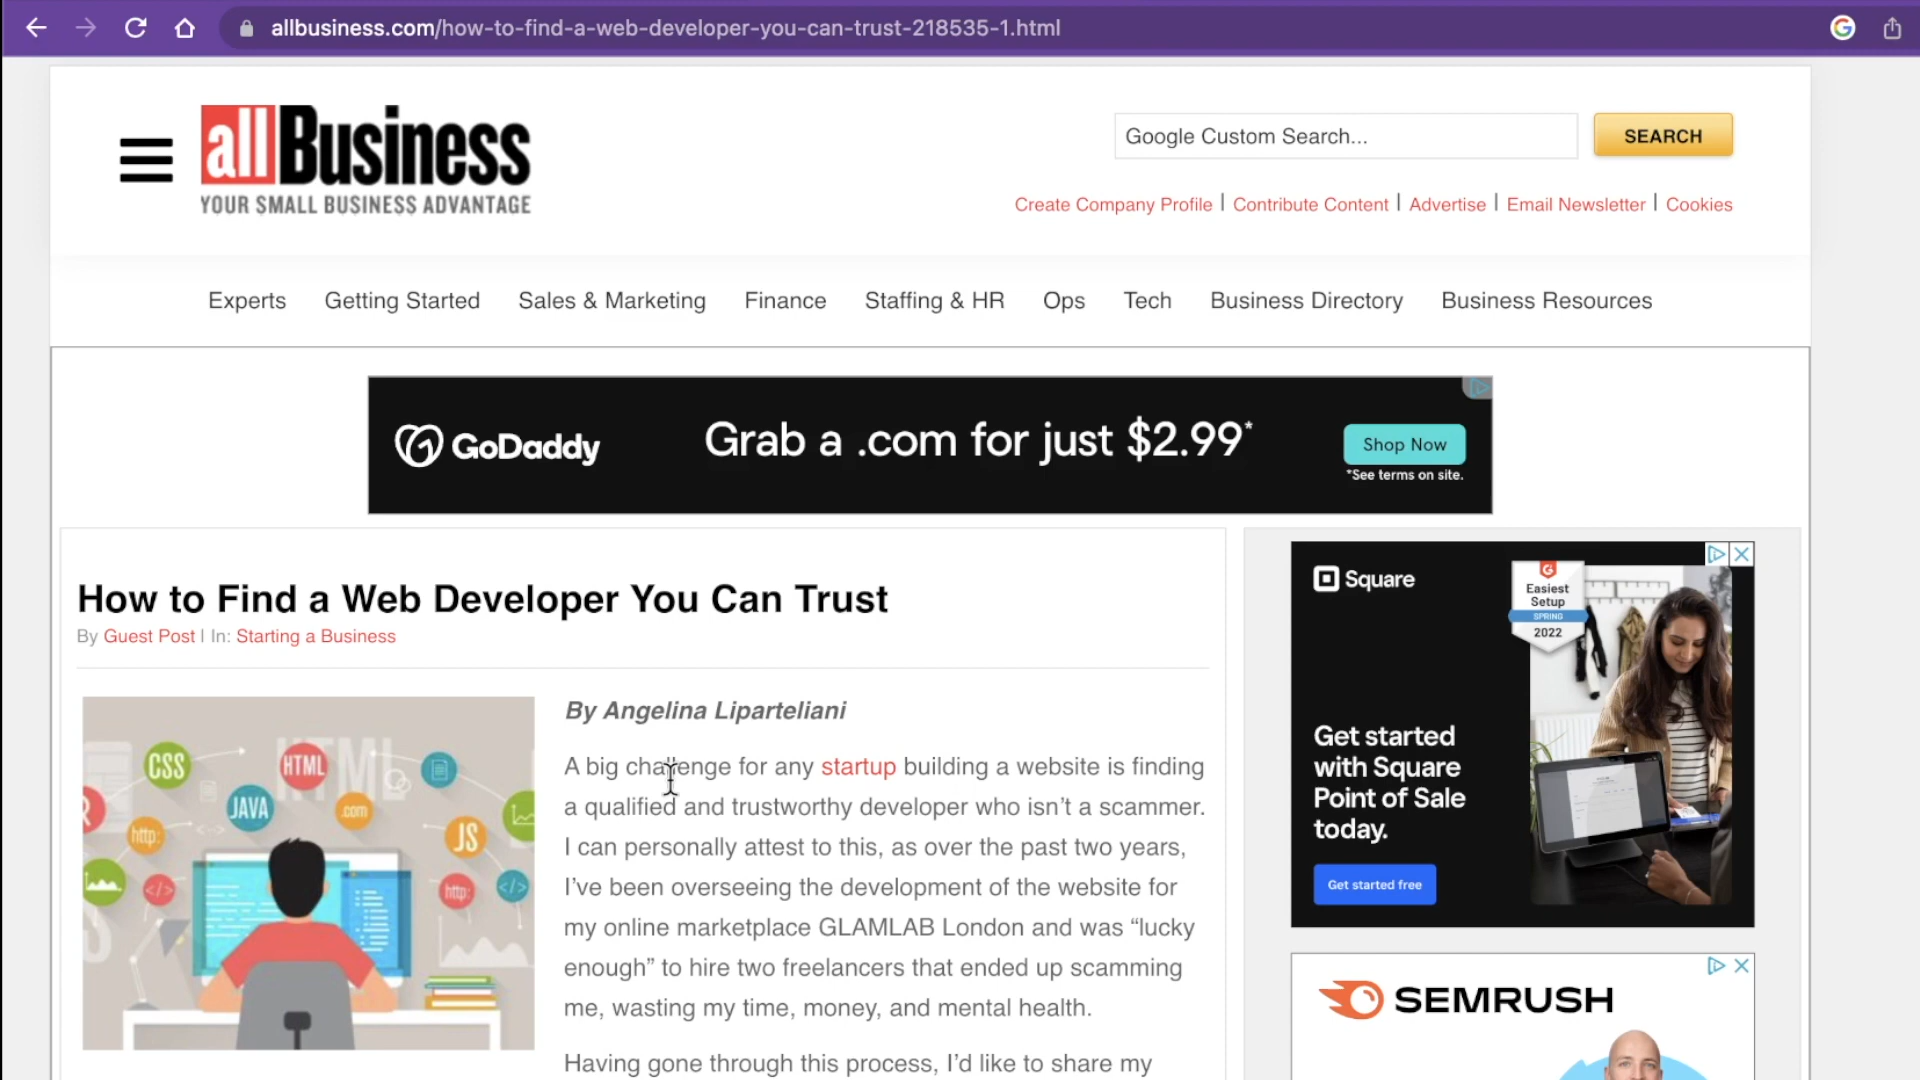 allbusiness.com/how-to-find-a-web-developer-you-can-trust-218535-1.html
allBusiness
YOUR SMALL BUSINESS ADVANTAGE
Google Custom Search...
SEARCH
Create Company Profile | Contribute Content | Advertise | Email Newsletter | Cookies
Experts Getting Started Sales & Marketing Finance Staffing & HR Ops Tech Business Directory Business Resources
GoDaddy
Grab a .com for just $2.99*
Shop Now
*See terms on site.
How to Find a Web Developer You Can Trust
By Guest Post | In: Starting a Business
CSS
HTML
HTML
JAVA
.com
http:
JS
http:
</>
</>
By Angelina Liparteliani
A big challenge for any startup building a website is finding
a qualified and trustworthy developer who isn't a scammer.
I can personally attest to this, as over the past two years,
I've been overseeing the development of the website for
my online marketplace GLAMLAB London and was “lucky
enough” to hire two freelancers that ended up scamming
me, wasting my time, money, and mental health.
Having gone through this process, I'd like to share my
Square
Easiest
Setup
SPRING
2022
Get started
with Square
Point of Sale
today.
Get started free
SEMRUSH